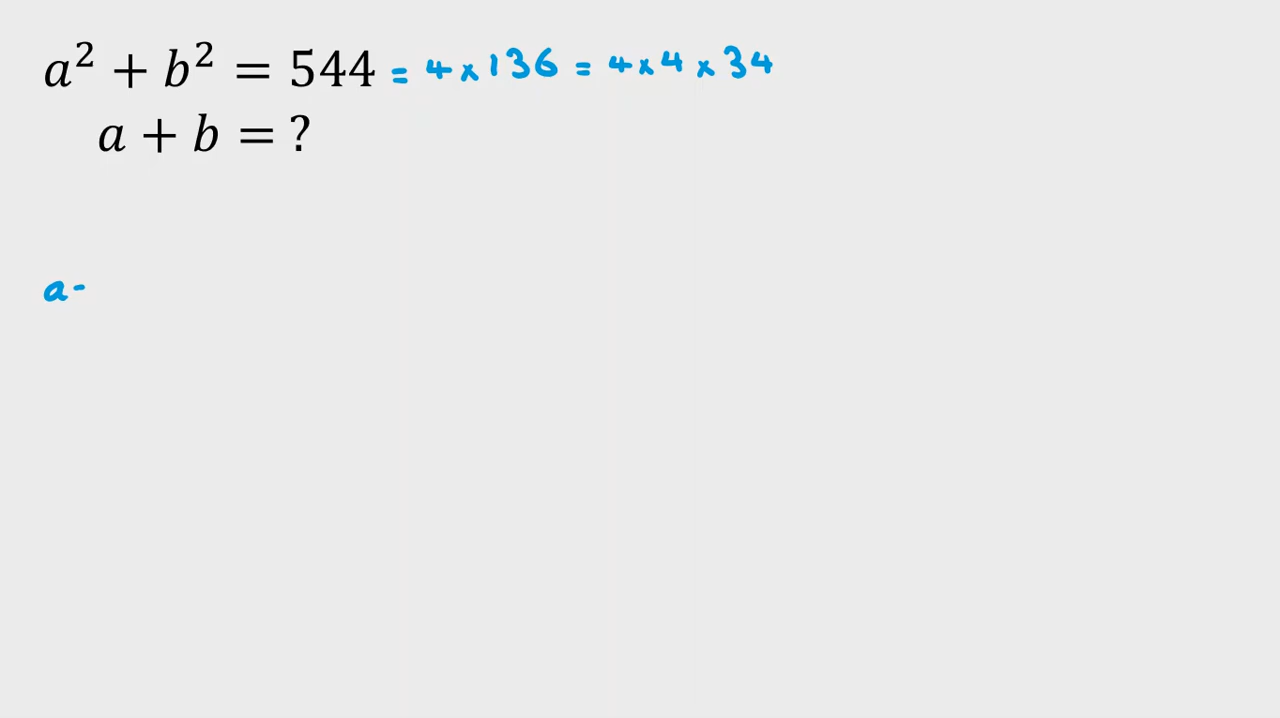 a² + b² = 544 = 4 × 136 = 4 × 4 × 34
a + b = ?
a -